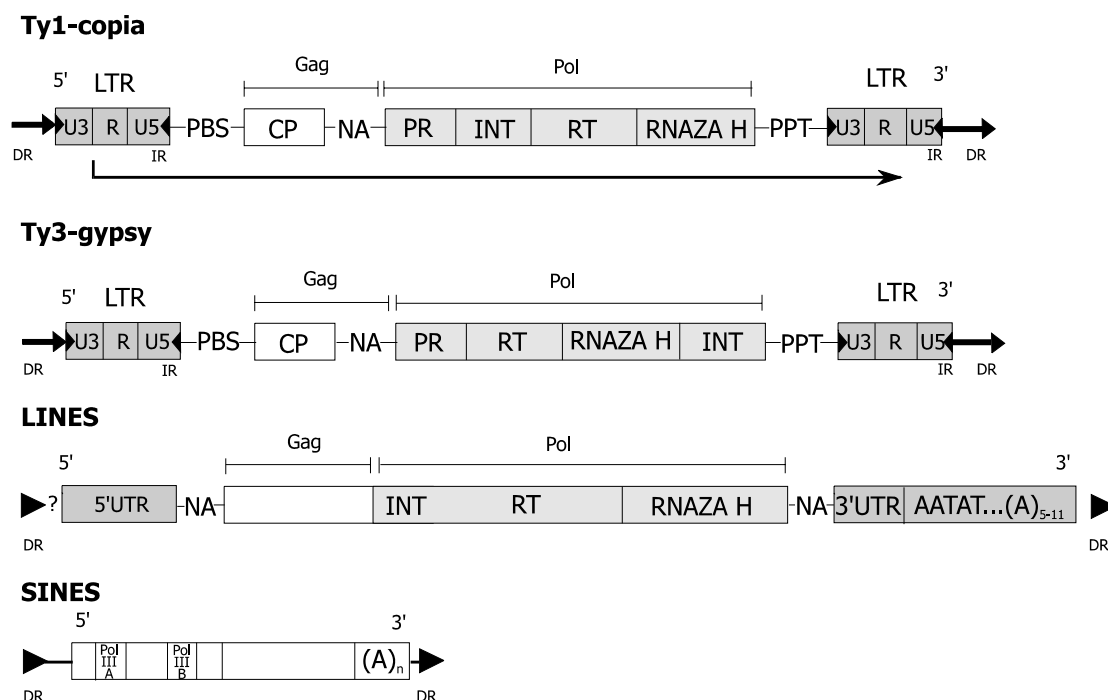 Ty1-copia
Gag Pol
5' LTR LTR 3'
U3 R U5 PBS CP NA PR INT RT RNAZA H PPT U3 R U5
DR IR IR DR
Ty3-gypsy
Gag Pol
5' LTR LTR 3'
U3 R U5 PBS CP NA PR RT RNAZA H INT PPT U3 R U5
DR IR IR DR
LINES
Gag Pol
5' 3'
? 5'UTR NA INT RT RNAZA H NA 3'UTR AATAT...(A)5-11
DR DR
SINES
5' 3'
Pol III A Pol III B (A)n
DR DR